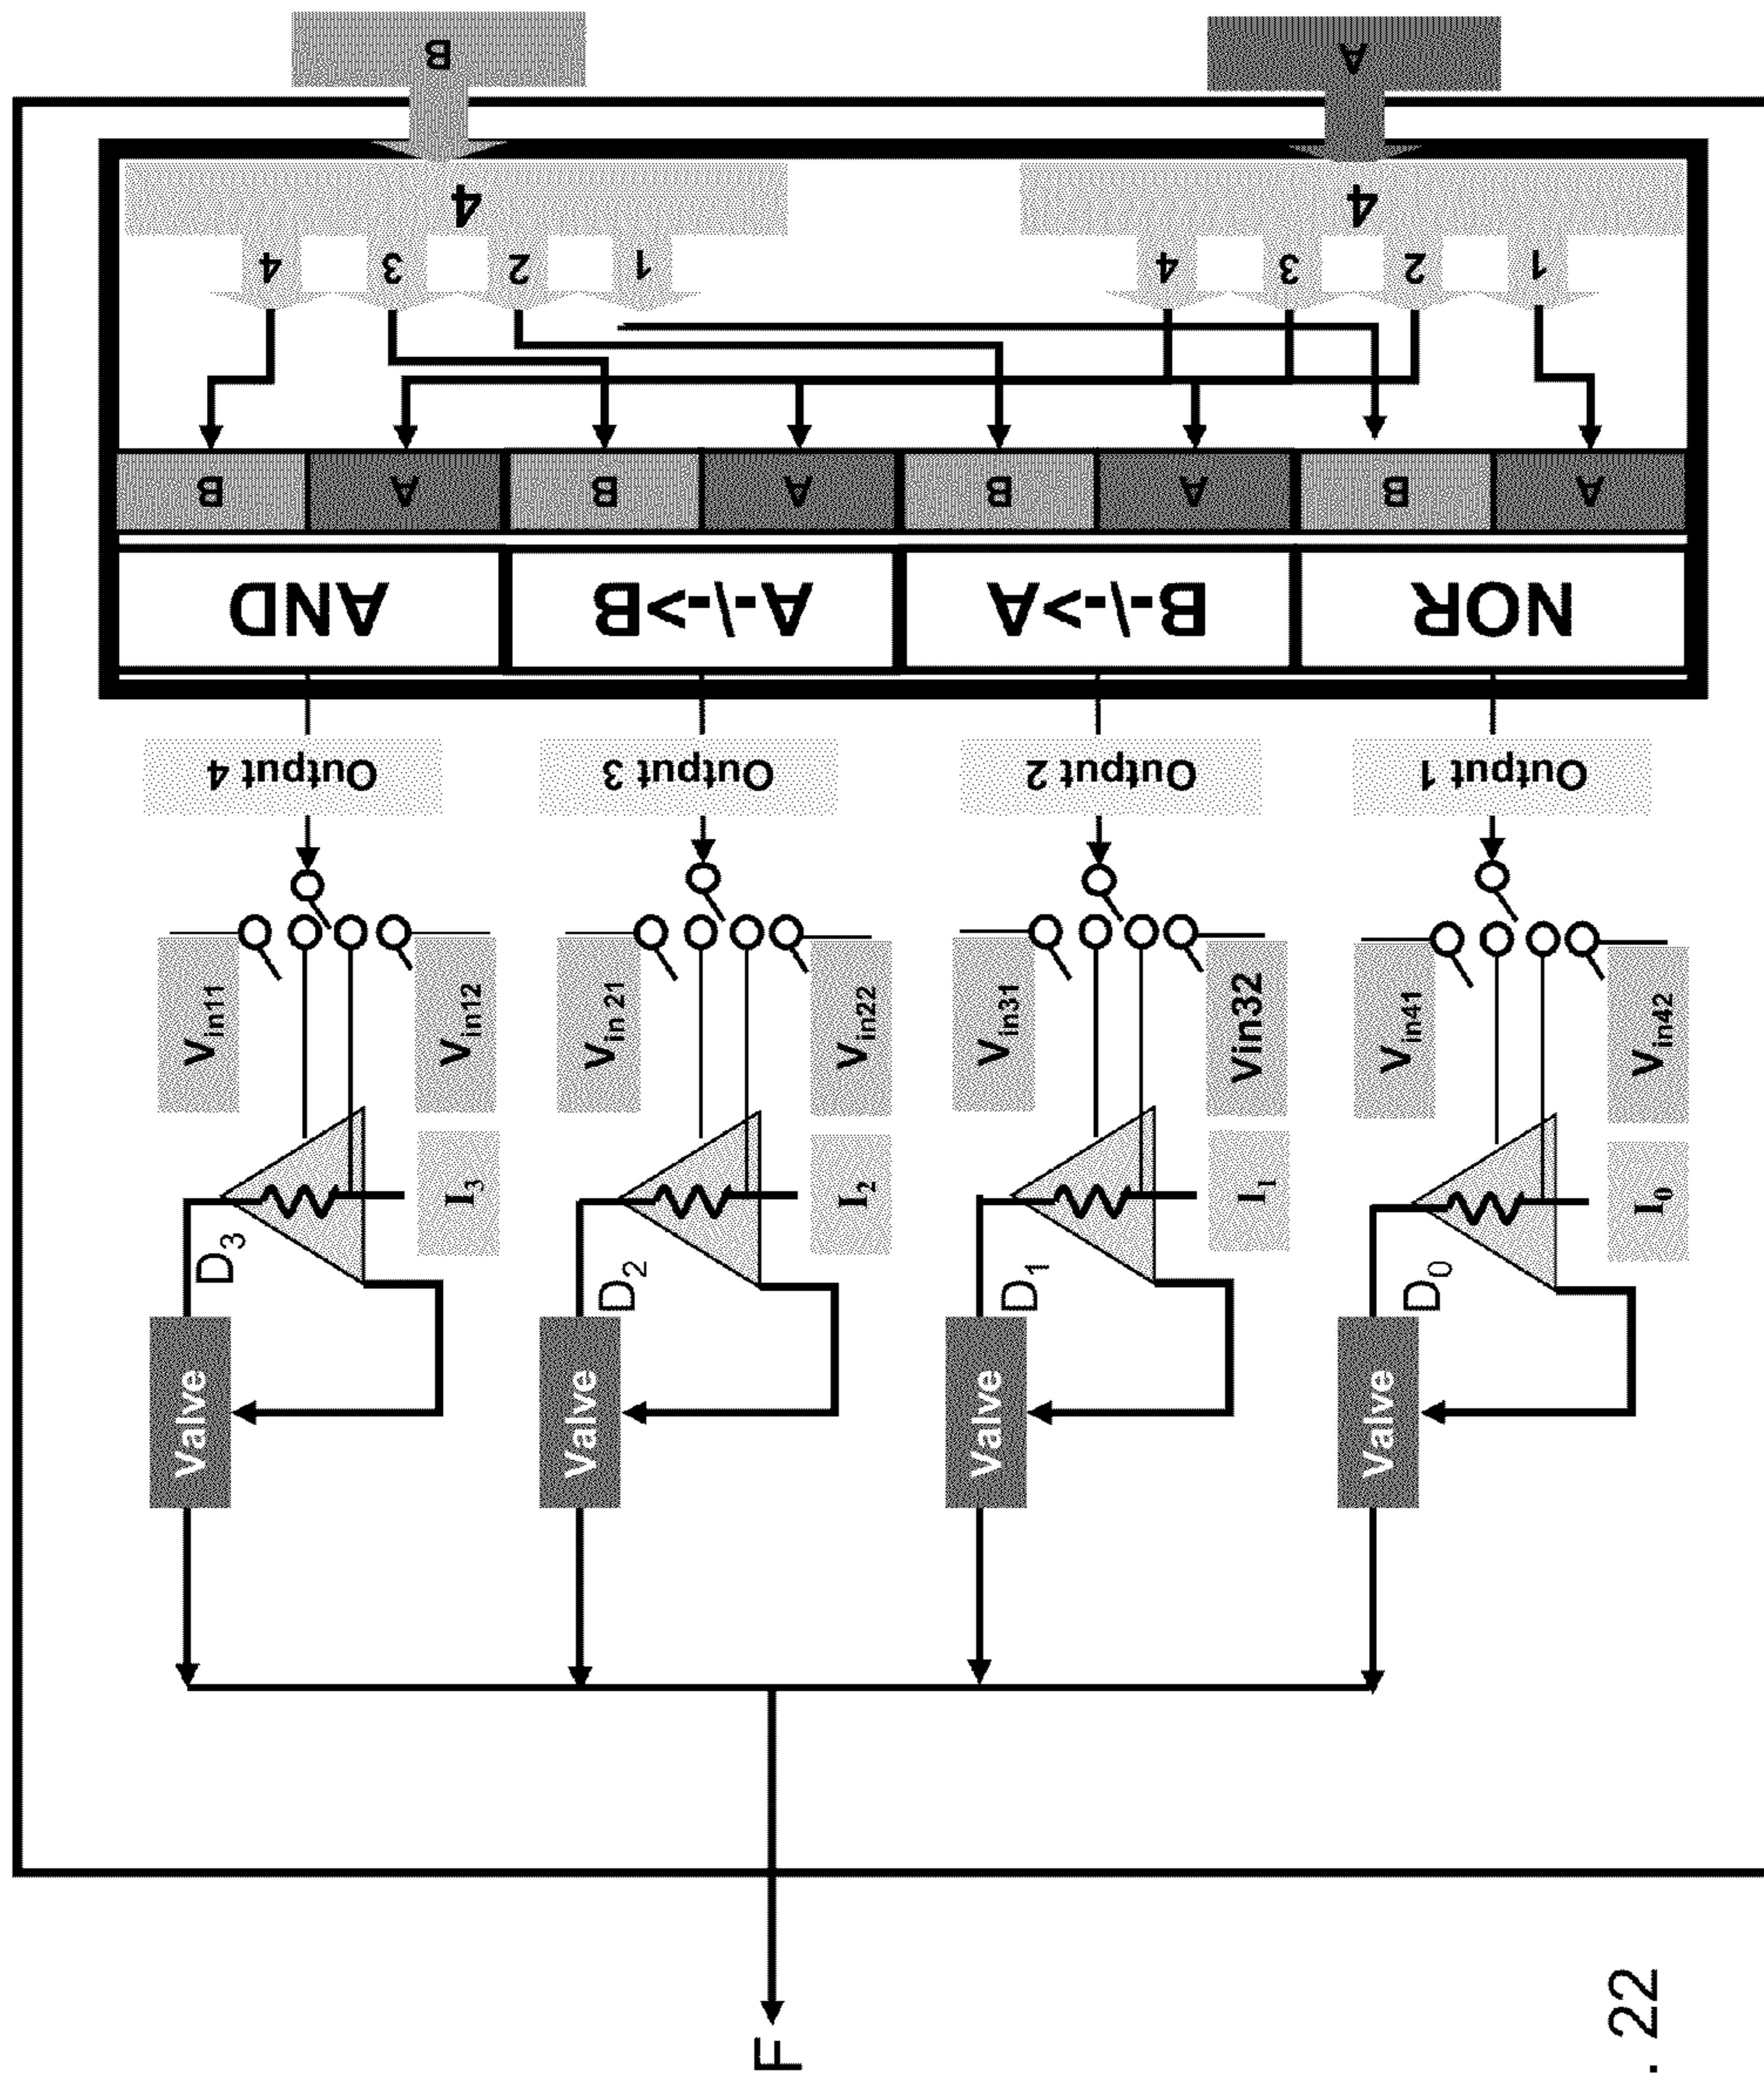 B
A
4
4
4
3
2
1
4
3
2
1
B
A
B
A
B
A
B
A
AND
A-\->B
B-\->A
NOR
Output 4
Output 3
Output 2
Output 1
Vin11
Vin12
Vin21
Vin22
Vin31
Vin32
Vin41
Vin42
I3
I2
I1
I0
D3
D2
D1
D0
Valve
Valve
Valve
Valve
F
. 22